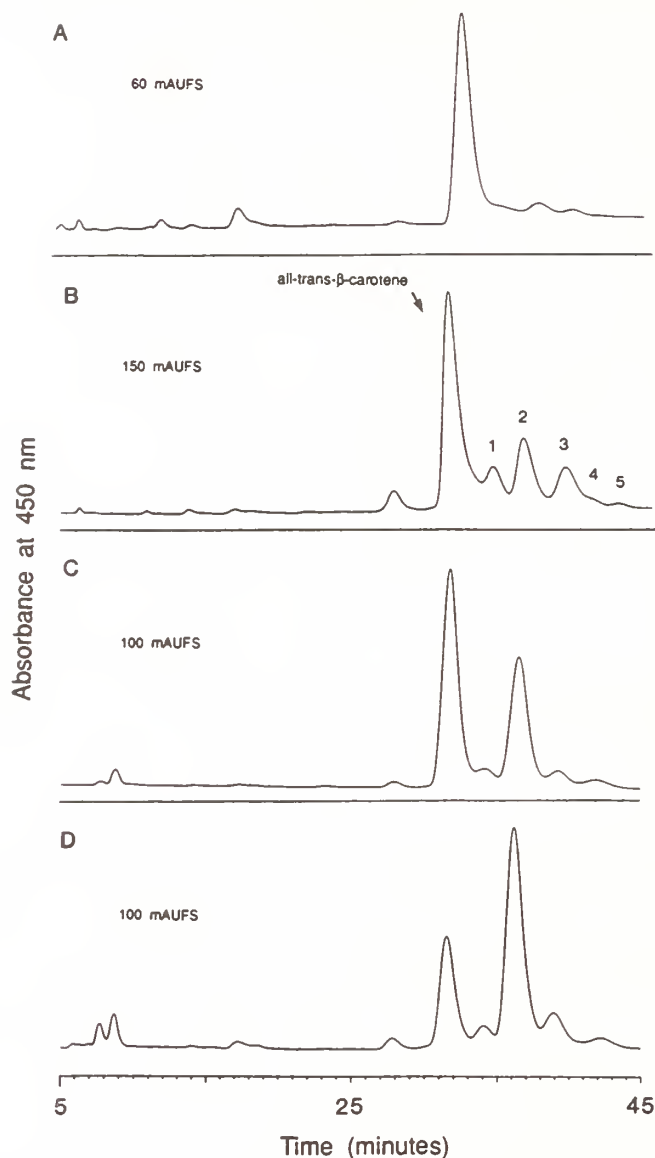 A
60 mAUFS
all-trans-β-carotene
B
150 mAUFS
1
2
3
4
5
C
100 mAUFS
D
100 mAUFS
Absorbance at 450 nm
5
25
45
Time (minutes)